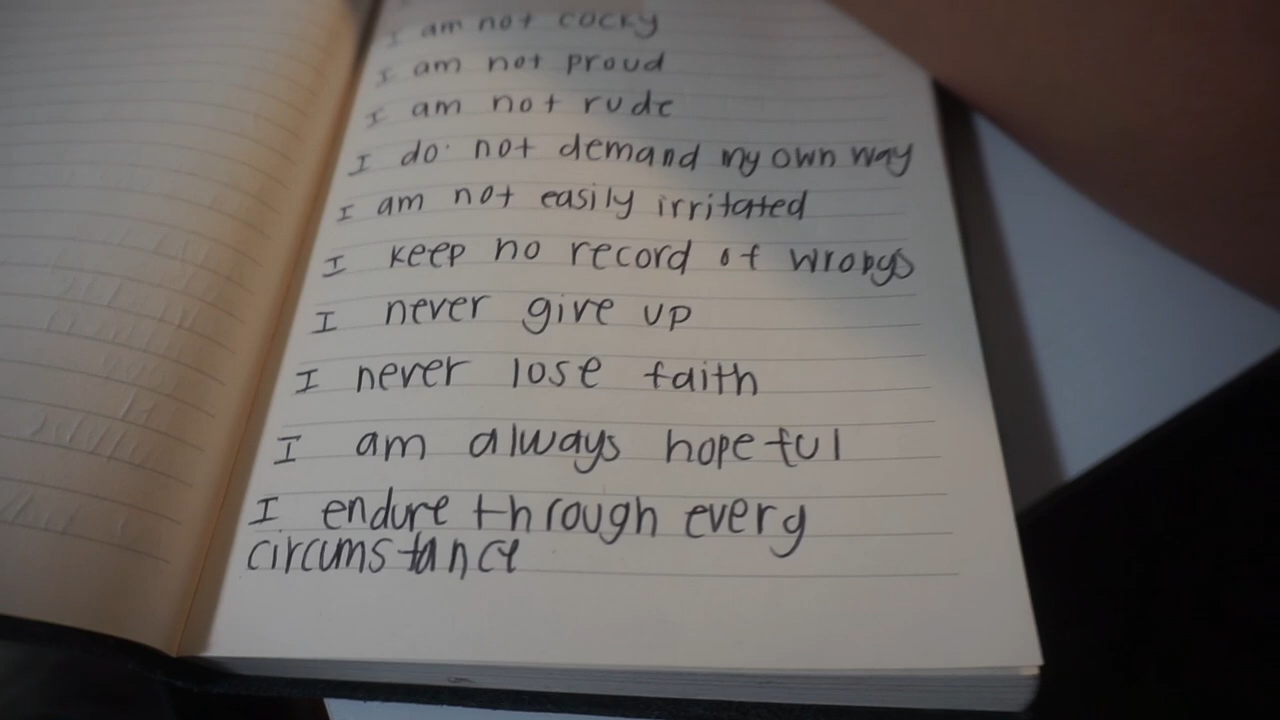 I am not cocky
I am not proud
I am not rude
I do not demand my own way
I am not easily irritated
I keep no record of wrongs
I never give up
I never lose faith
I am always hopeful
I endure through every
circumstance